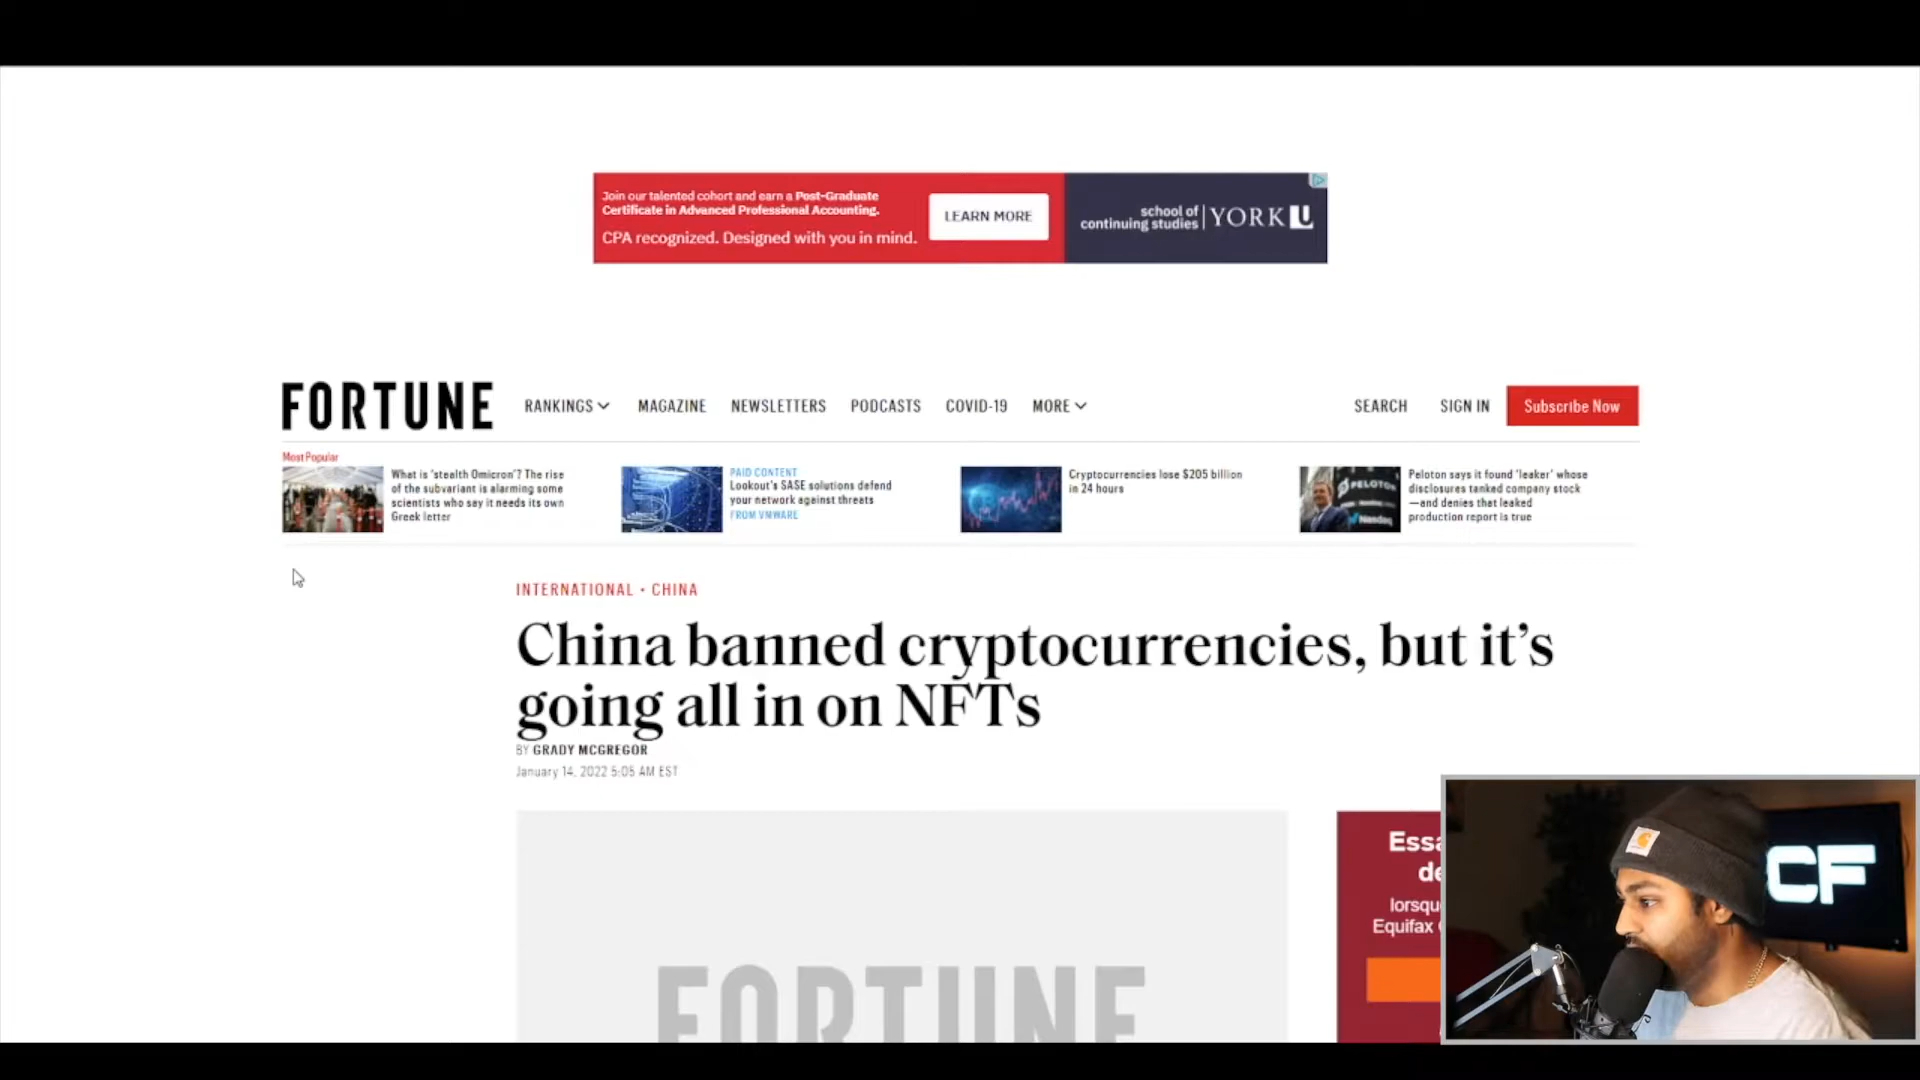 Join our talented cohort and earn a Post-Graduate
Certificate in Advanced Professional Accounting.
CPA recognized. Designed with you in mind.
LEARN MORE
school of
continuing studies
YORK U
FORTUNE
RANKINGS
MAGAZINE
NEWSLETTERS
PODCASTS
COVID-19
MORE
SEARCH
SIGN IN
Subscribe Now
Most Popular
What is 'stealth Omicron'? The rise
of the subvariant is alarming some
scientists who say it needs its own
Greek letter
PAID CONTENT
Lookout's SASE solutions defend
your network against threats
FROM VMWARE
Cryptocurrencies lose $205 billion
in 24 hours
PELOTON
Nasdaq
Peloton says it found 'leaker' whose
disclosures tanked company stock
—and denies that leaked
production report is true
INTERNATIONAL • CHINA
China banned cryptocurrencies, but it's
going all in on NFTs
BY GRADY MCGREGOR
January 14, 2022 5:05 AM EST
FORTUNE
lorsqu
Equifax
CF